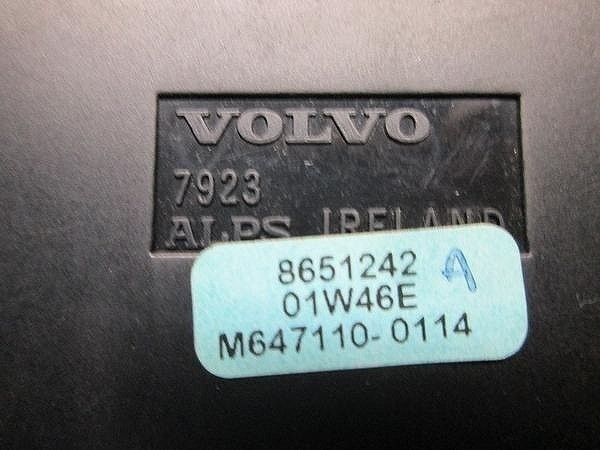 VOLVO
7923
ALPS IRELAND
8651242 A
01W46E
M647110-0114